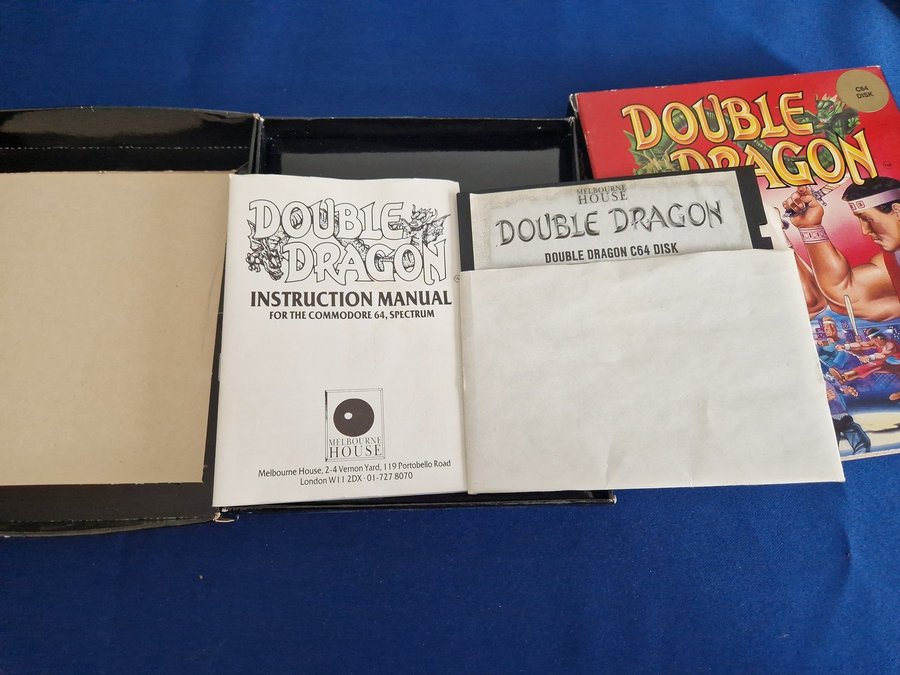 DOUBLE
DRAGON
INSTRUCTION MANUAL
FOR THE COMMODORE 64, SPECTRUM
MELBOURNE
HOUSE
Melbourne House, 2-4 Vernon Yard, 119 Portobello Road
London W11 2DX · 01-727 8070
MELBOURNE
HOUSE
DOUBLE DRAGON
DOUBLE DRAGON C64 DISK
C64
DISK
DOUBLE
DRAGON